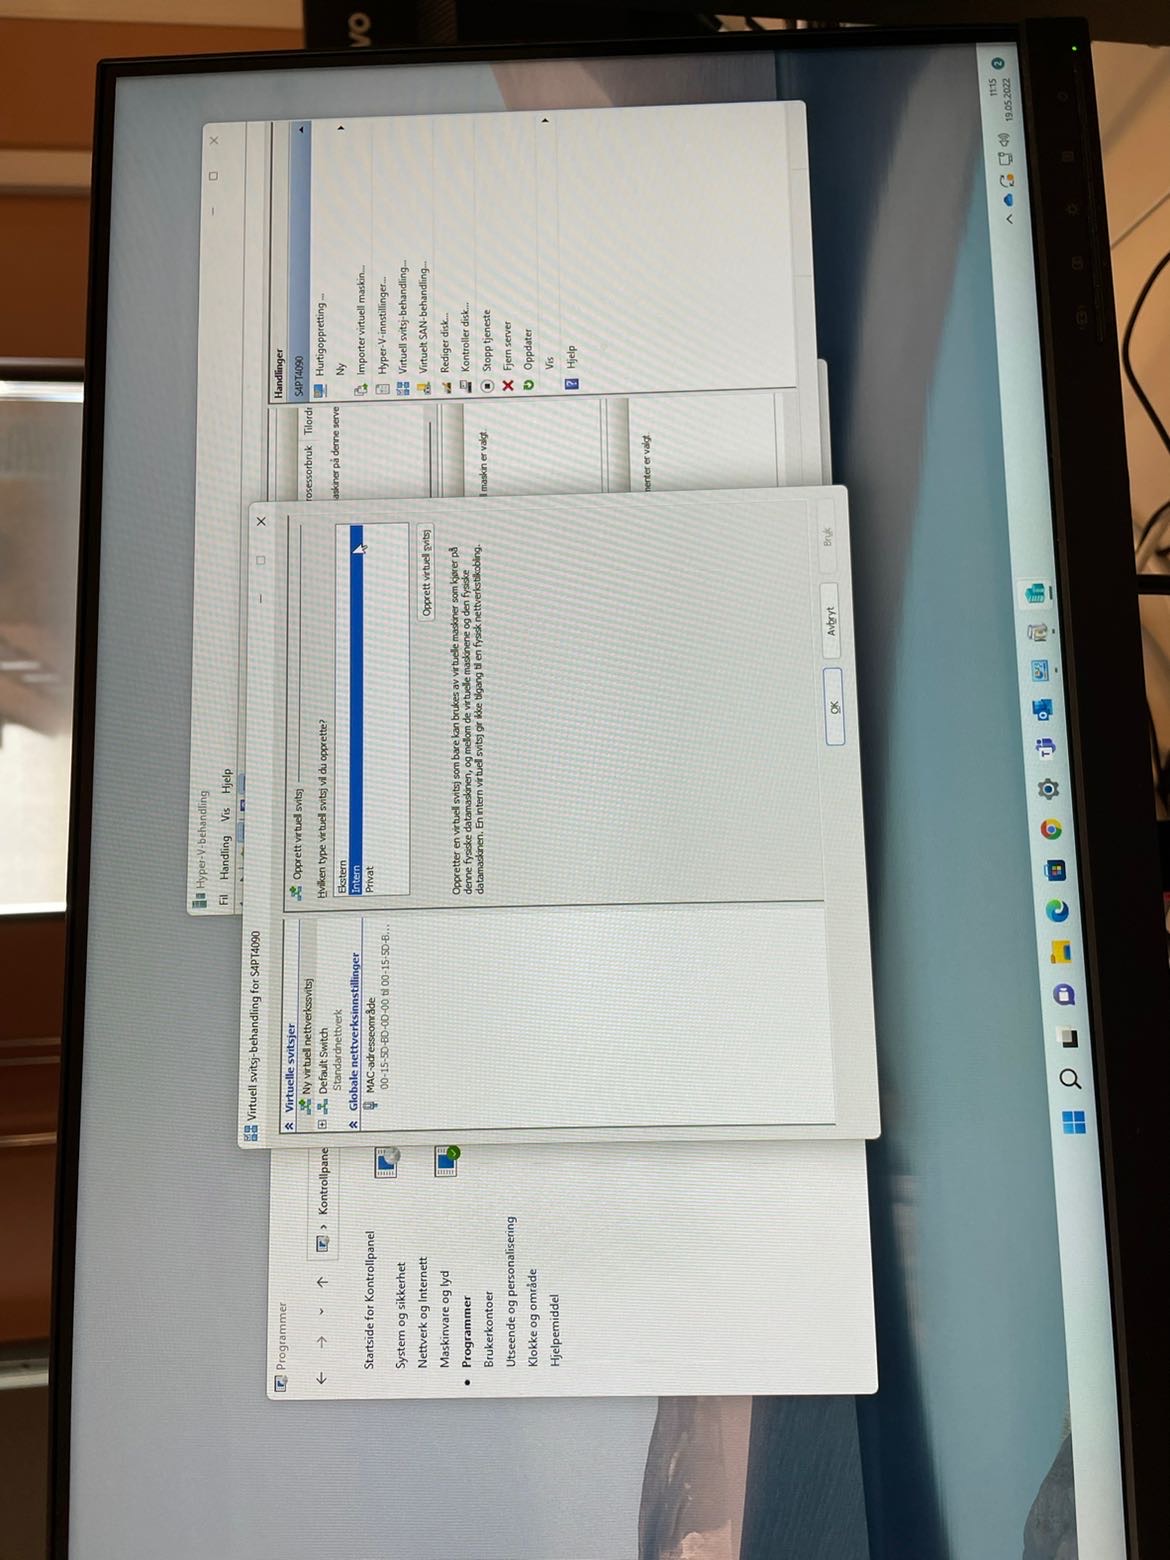 Hyper-V-behandling
Fil Handling Vis Hjelp
Virtuell svitsj-behandling for S4PT4090
Programmer
Kontrollpane
Startside for Kontrollpanel
System og sikkerhet
Nettverk og Internett
Maskinvare og lyd
Programmer
Brukerkontoer
Utseende og personalisering
Klokke og område
Hjelpemiddel
Virtuelle svitsjer
Ny virtuell nettverkssvitsj
Default Switch
Standardnettverk
Globale nettverksinnstillinger
MAC-adresseområde
00-15-5D-BD-0D-00 til 00-15-5D-B...
Opprett virtuell svitsj
Hvilken type virtuell svitsj vil du opprette?
Ekstern
Intern
Privat
Opprett virtuell svitsj
Oppretter en virtuell svitsj som bare kan brukes av virtuelle maskiner som kjører på
denne fysiske datamaskinen, og mellom de virtuelle maskinene og den fysiske
datamaskinen. En intern virtuell svitsj gir ikke tilgang til en fysisk nettverkstilkobling.
OK Avbryt Bruk
rosessorbruk Tilordr
askiner på denne serve
l maskin er valgt.
menter er valgt.
Handlinger
S4PT4090
Hurtigoppretting ...
Ny
Importer virtuell maskin...
Hyper-V-innstillinger...
Virtuell svitsj-behandling...
Virtuelt SAN-behandling...
Rediger disk...
Kontroller disk...
Stopp tjeneste
Fjern server
Oppdater
Vis
Hjelp
11:15
19.05.2022
2
VO